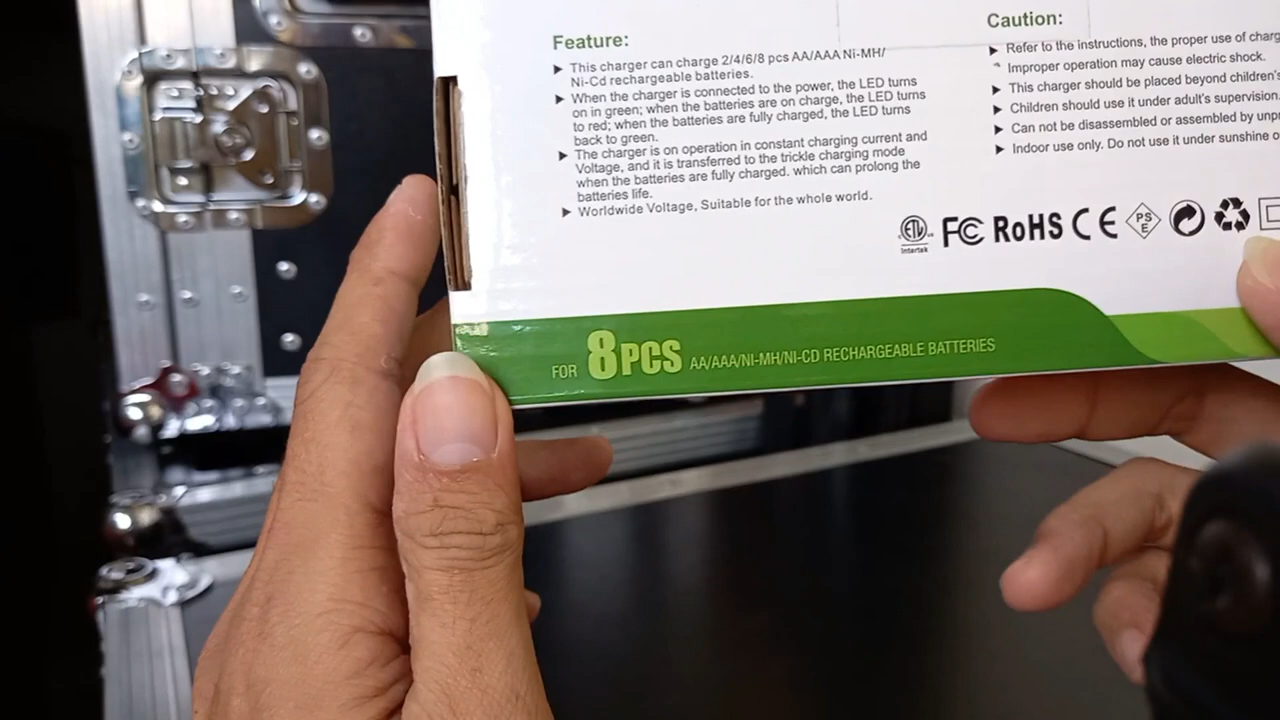 Feature:
▶ This charger can charge 2/4/6/8 pcs AA/AAA Ni-MH/
Ni-Cd rechargeable batteries.
▶ When the charger is connected to the power, the LED turns
on in green; when the batteries are on charge, the LED turns
to red; when the batteries are fully charged, the LED turns
back to green.
▶ The charger is on operation in constant charging current and
Voltage, and it is transferred to the trickle charging mode
when the batteries are fully charged. which can prolong the
batteries life.
▶ Worldwide Voltage, Suitable for the whole world.
Caution:
▶ Refer to the instructions, the proper use of charg
Improper operation may cause electric shock.
▶ This charger should be placed beyond children's
▶ Children should use it under adult's supervision.
▶ Can not be disassembled or assembled by unp
▶ Indoor use only. Do not use it under sunshine o
ETL
Intertek
FC RoHS CE PS E
FOR 8PCS AA/AAA/NI-MH/NI-CD RECHARGEABLE BATTERIES